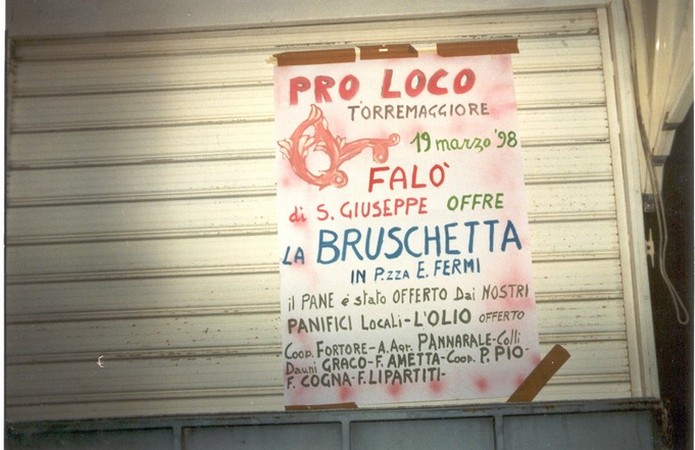 PRO LOCO
TORREMAGGIORE
19 marzo '98
FALO'
di S. GIUSEPPE OFFRE
LA BRUSCHETTA
IN P.zza E. FERMI
il PANE é stato OFFERTO Dai NOSTRI
PANIFICI Locali-L'OLIO OFFERTO
Coop. FORTORE-A.Agr. PANNARALE-Colli
Dauni GRACO-F. AMETTA-Coop. P. PIO-
F. COGNA-F. LIPARTITI-